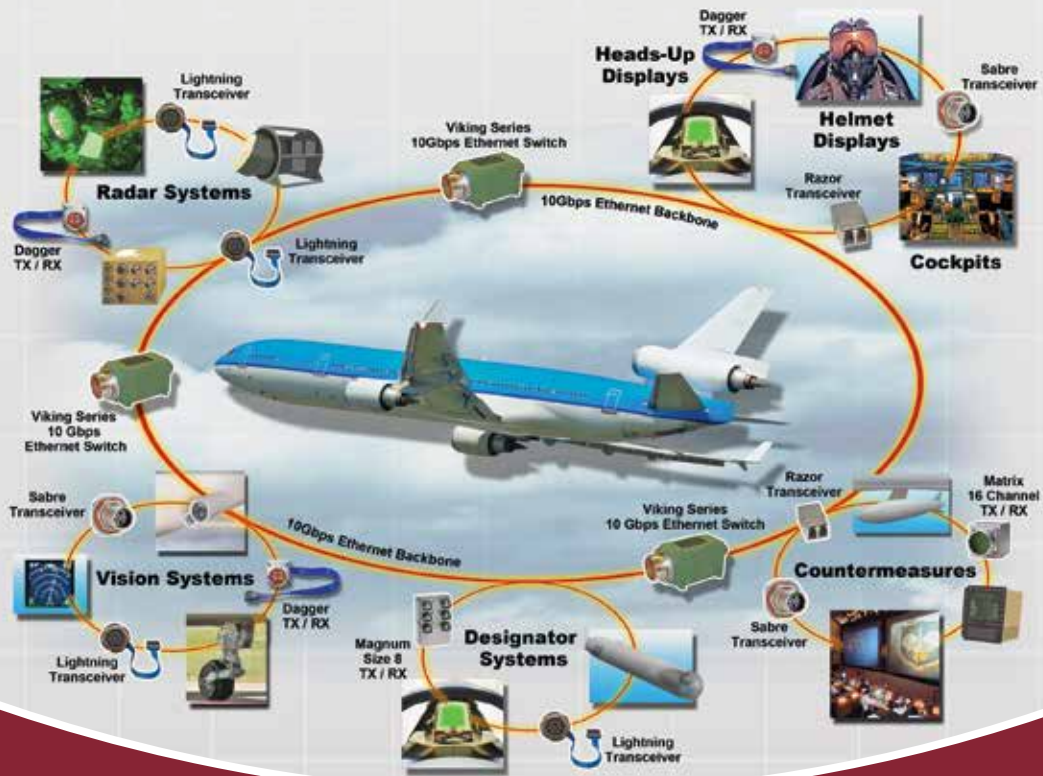 Dagger
TX / RX
Heads-Up
Displays
Helmet
Displays
Sabre
Transceiver
Razor
Transceiver
Cockpits
Lightning
Transceiver
Radar Systems
Dagger
TX / RX
Lightning
Transceiver
Viking Series
10Gbps Ethernet Switch
10Gbps Ethernet Backbone
Viking Series
10 Gbps
Ethernet Switch
Sabre
Transceiver
Vision Systems
Lightning
Transceiver
Dagger
TX / RX
10Gbps Ethernet Backbone
Magnum
Size 8
TX / RX
Designator
Systems
Lightning
Transceiver
Viking Series
10 Gbps Ethernet Switch
Razor
Transceiver
Matrix
16 Channel
TX / RX
Countermeasures
Sabre
Transceiver